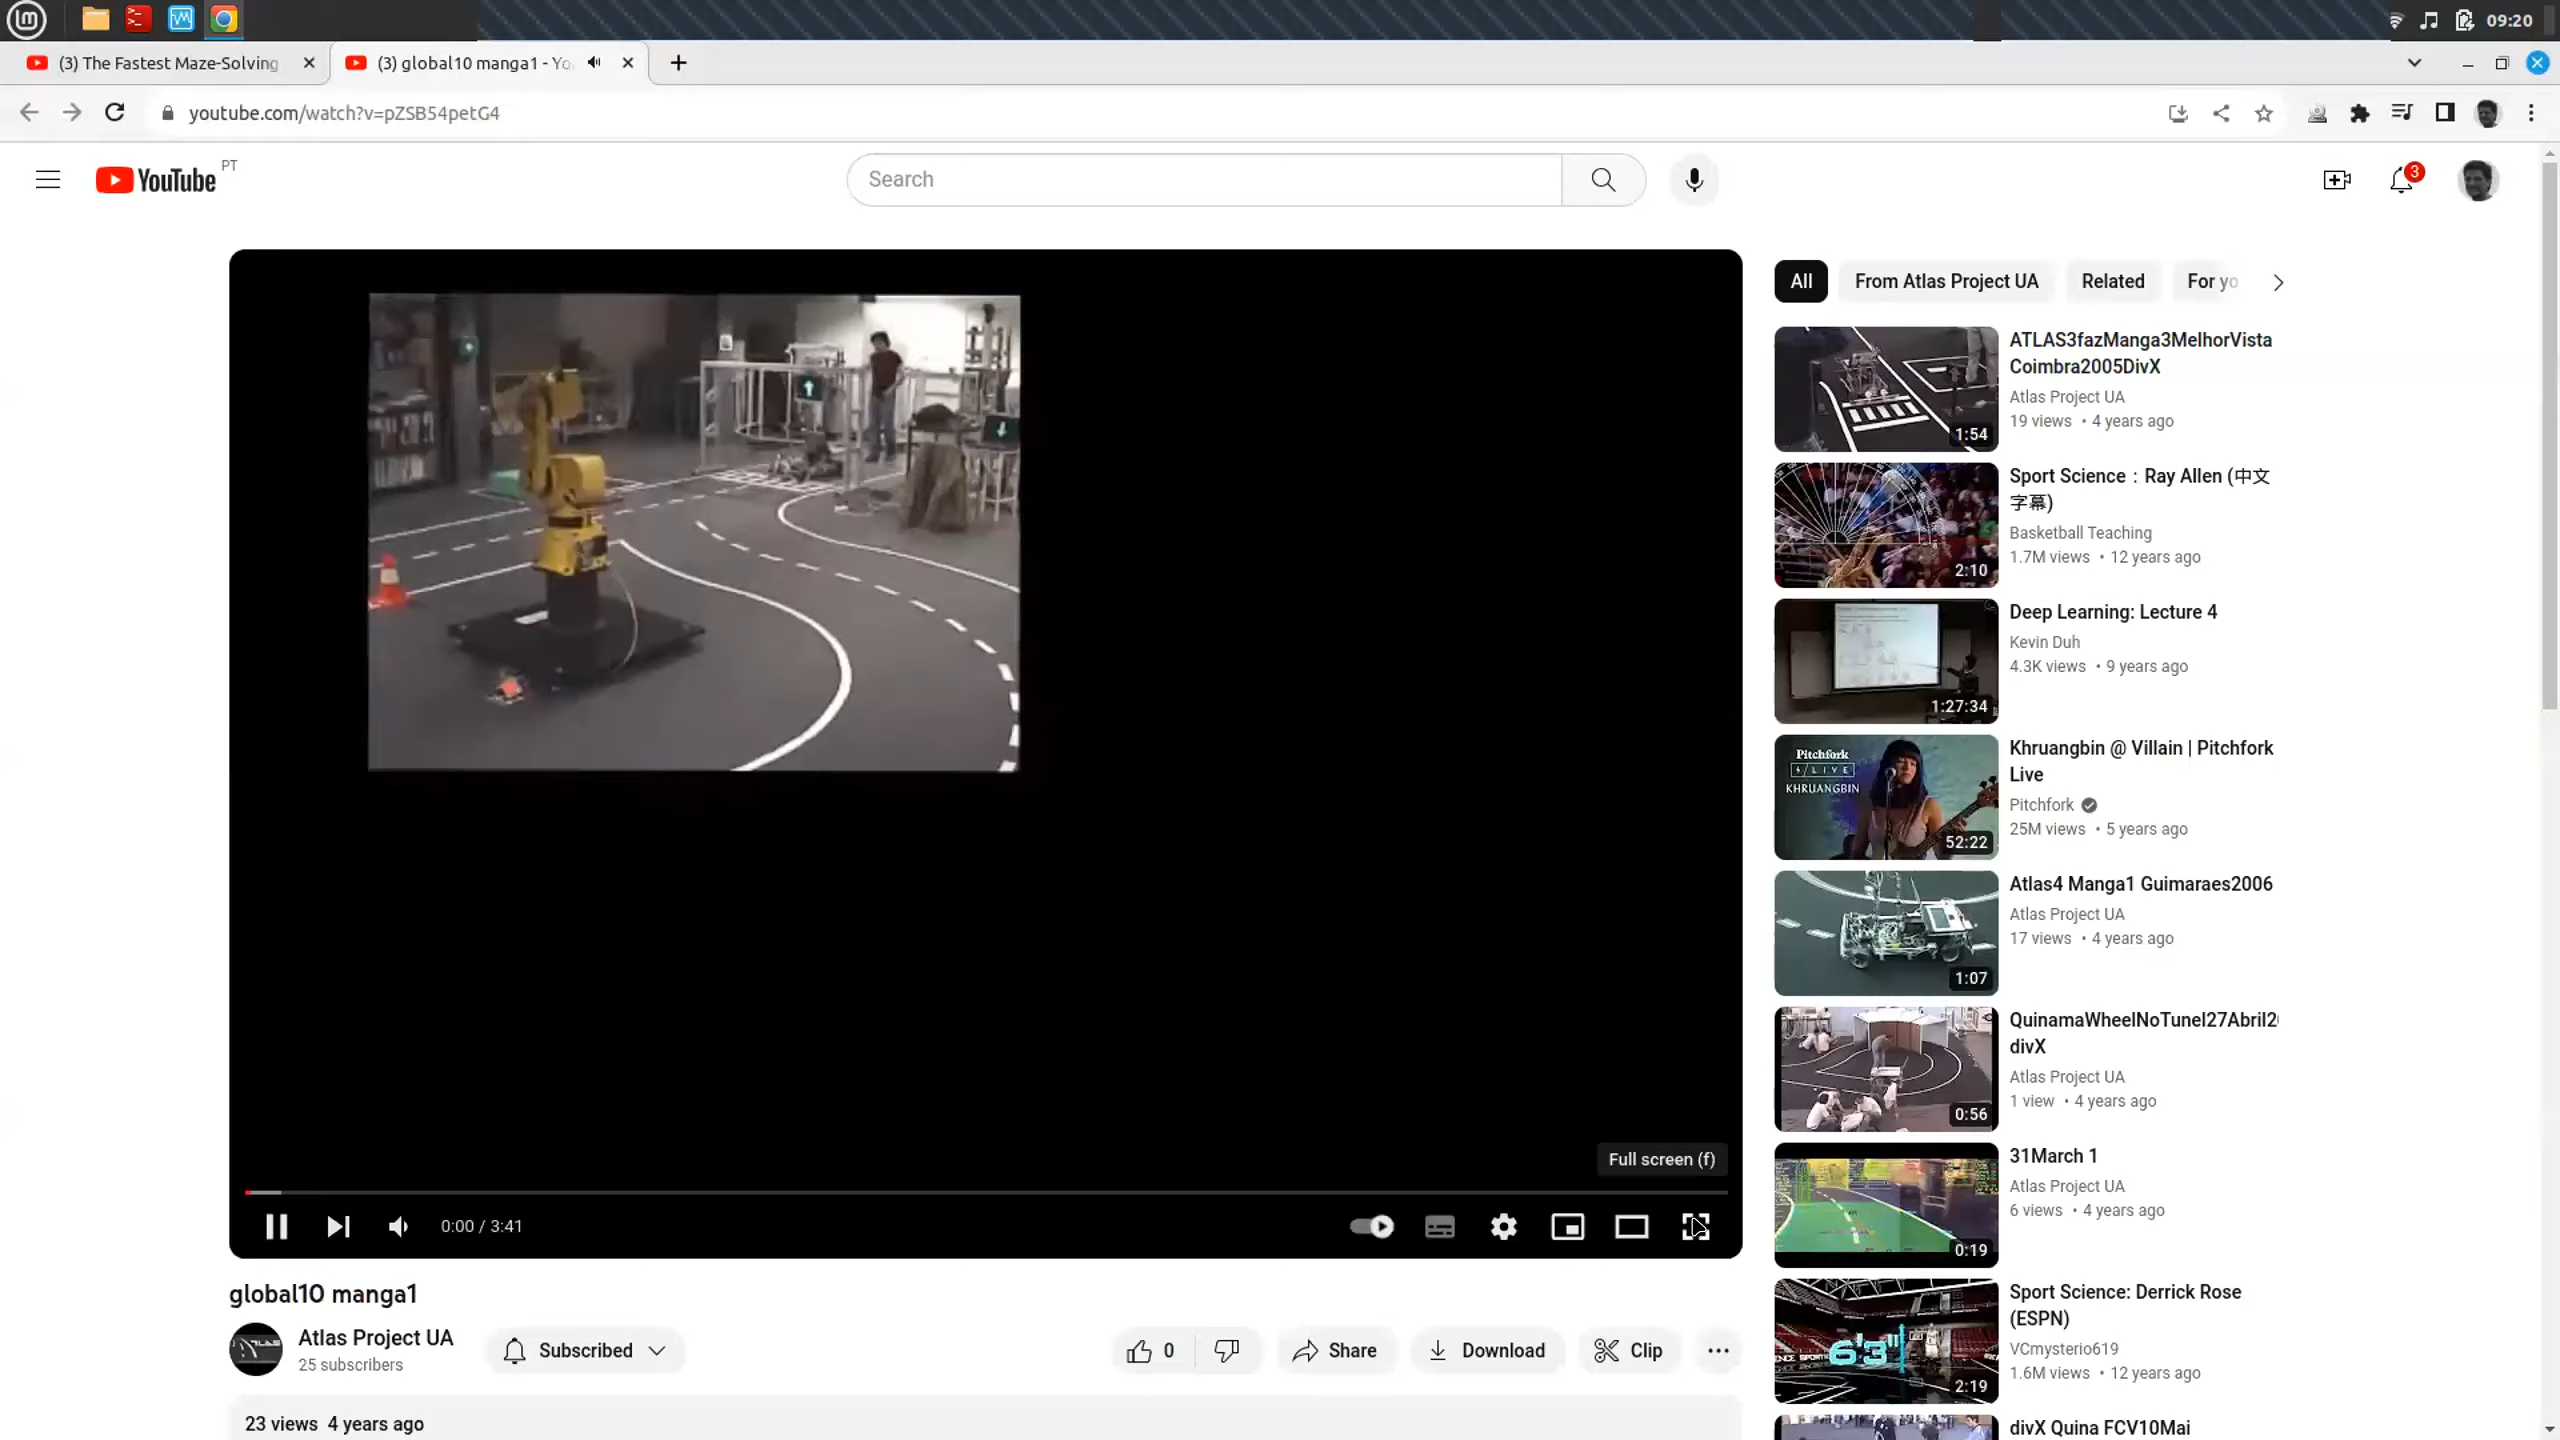 09:20
(3) The Fastest Maze-Solving
(3) global10 manga1 - Yo
youtube.com/watch?v=pZSB54petG4
YouTube PT
Search
3
All
From Atlas Project UA
Related
For yo
ATLAS3fazManga3MelhorVista
Coimbra2005DivX
Atlas Project UA
19 views • 4 years ago
1:54
Sport Science：Ray Allen (中文
字幕)
Basketball Teaching
1.7M views • 12 years ago
2:10
Deep Learning: Lecture 4
Kevin Duh
4.3K views • 9 years ago
1:27:34
Pitchfork
LIVE
KHRUANGBIN
Khruangbin @ Villain | Pitchfork
Live
Pitchfork
25M views • 5 years ago
52:22
Atlas4 Manga1 Guimaraes2006
Atlas Project UA
17 views • 4 years ago
1:07
QuinamaWheelNoTunel27Abril2
divX
Atlas Project UA
1 view • 4 years ago
0:56
31March 1
Atlas Project UA
6 views • 4 years ago
0:19
Sport Science: Derrick Rose
(ESPN)
VCmysterio619
1.6M views • 12 years ago
6'3"
2:19
divX Quina FCV10Mai
Full screen (f)
0:00 / 3:41
global10 manga1
Atlas Project UA
25 subscribers
Subscribed
0
Share
Download
Clip
23 views 4 years ago